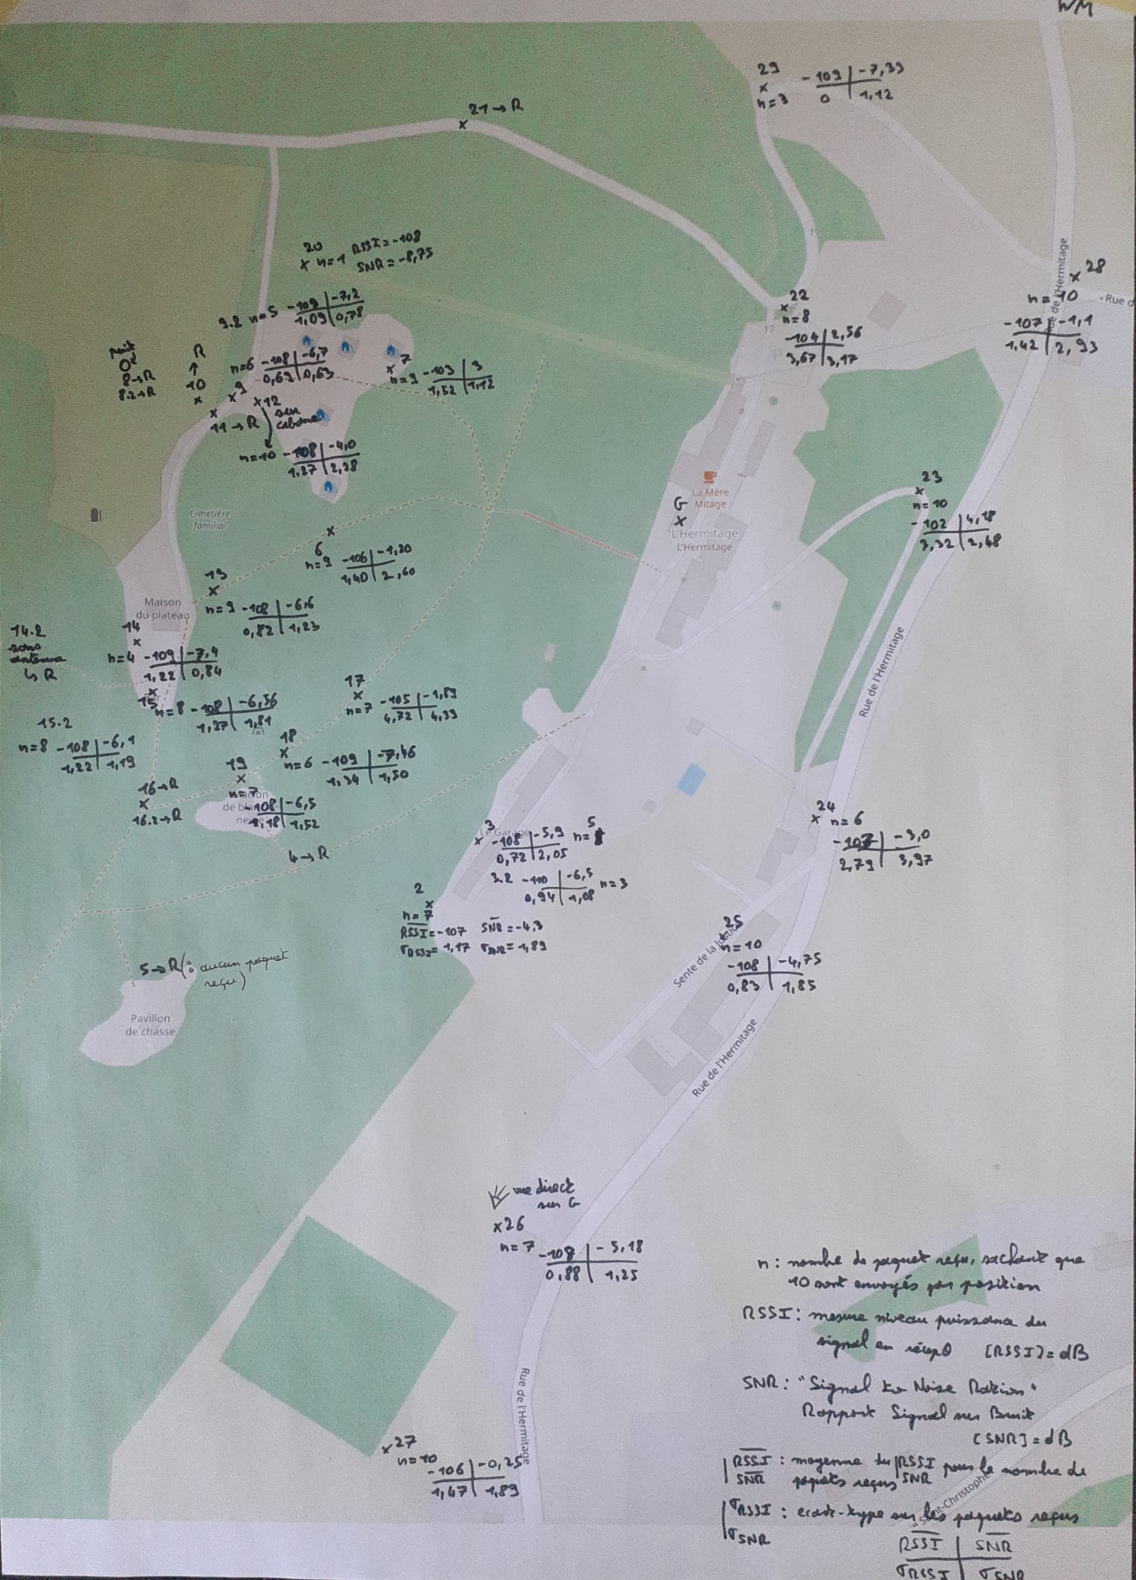 WM
29
-109 | -7,33
n=3
0 | 1,12
21→R
20
n=1 RSSI=-108
SNR=-8,75
28
n=10
-107 | -1,1
1,42 | 2,93
Rue de l'Hermitage
22
n=8
-104 | 2,56
3,67 | 3,17
9.2 n=5 -109 | -7,2
1,09 | 0,78
R
↑
10
8→R
8.2→R
9
n=6 -108 | -6,7
0,63 | 0,63
7
n=9 -103 | 3
1,52 | 1,12
12
11→R
sans
cabane
n=10 -108 | -4,0
1,27 | 2,28
23
n=10
-102 | 4,18
3,32 | 2,48
La Mère
Mitage
G
L'Hermitage
L'Hermitage
Cimetière
familial
6
n=9 -106 | -1,20
1,40 | 2,60
13
n=9 -108 | -6,6
0,82 | 1,23
Maison
du plateau
14.2
sans
antenne
↳ R
14
n=4 -109 | -7,4
1,22 | 0,84
15
n=8 -108 | -6,56
1,27 | 1,81
17
n=7 -105 | -1,89
4,72 | 4,33
Rue de l'Hermitage
15.2
n=8 -108 | -6,1
1,22 | 1,19
18
n=6 -109 | -7,46
1,34 | 1,50
16→R
16.2→R
19
n=7
-108 | -6,5
1,18 | 1,52
4→R
3
-108 | -5,9
0,72 | 2,05
3.2 -110 | -6,5 n=3
0,94 | 1,08
24
n=6
-107 | -3,0
2,79 | 3,97
2
n=7
RSSI=-107 SNR=-4,3
σRSSI=1,17 σSNR=1,89
25
n=10
-108 | -4,75
0,83 | 1,85
Sente de la
5→R (: aucun paquet
reçu)
Pavillon
de chasse
Rue de l'Hermitage
vue direct
sur G
26
n=7 -108 | -5,18
0,88 | 1,25
27
n=10
-106 | -0,25
1,47 | 1,89
Rue de l'Hermitage
n : nombre de paquet reçu, sachant que
10 sont envoyés par position
RSSI : mesure niveau puissance du
signal en [RSSI]=dB
SNR : "Signal to Noise Ration"
Rapport Signal sur Bruit
[SNR]=dB
RSSI : moyenne du RSSI pour le nombre de
SNR paquets reçus SNR
σRSSI : écart-type sur les paquets reçus
σSNR
Saint-Christophe
RSSI | SNR
σRSSI | σSNR